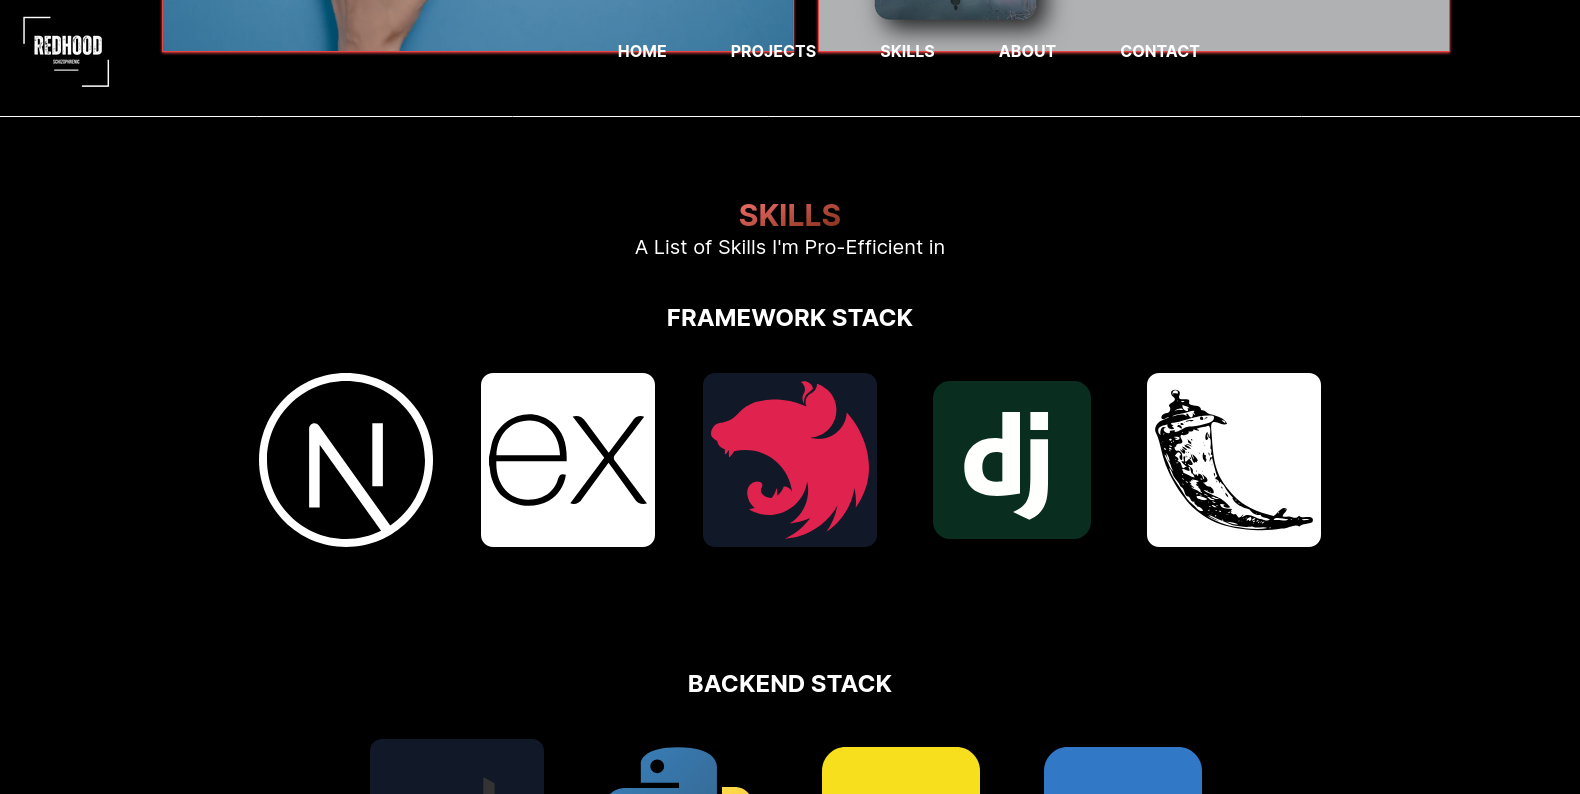 REDHOOD
SCHIZOPHRENIC
HOME PROJECTS SKILLS ABOUT CONTACT
SKILLS
A List of Skills I'm Pro-Efficient in
FRAMEWORK STACK
N ex dj
BACKEND STACK